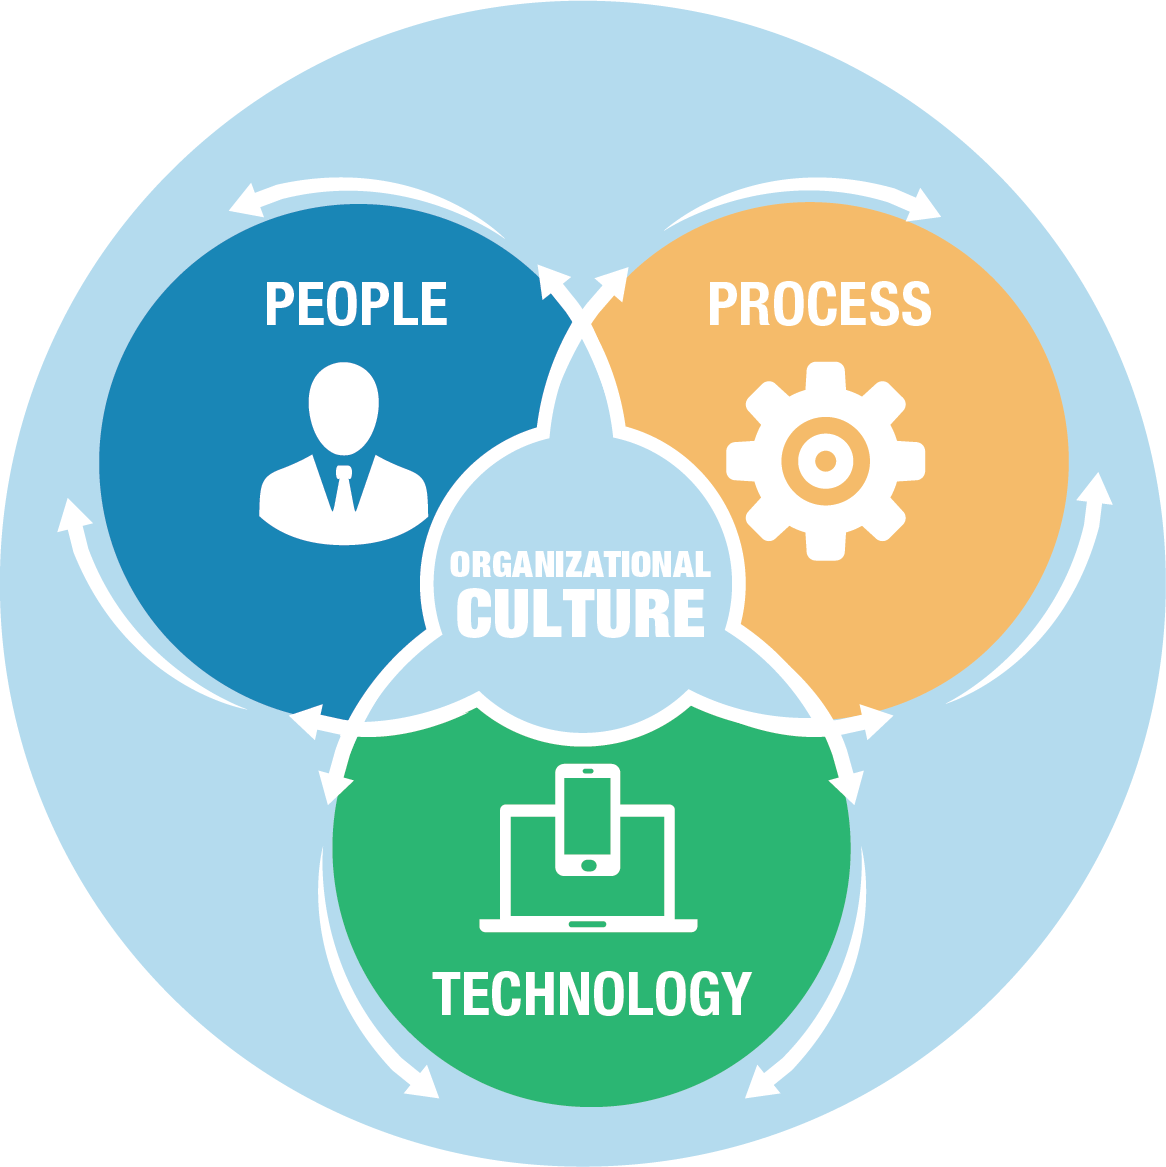 PEOPLE
PROCESS
ORGANIZATIONAL
CULTURE
TECHNOLOGY